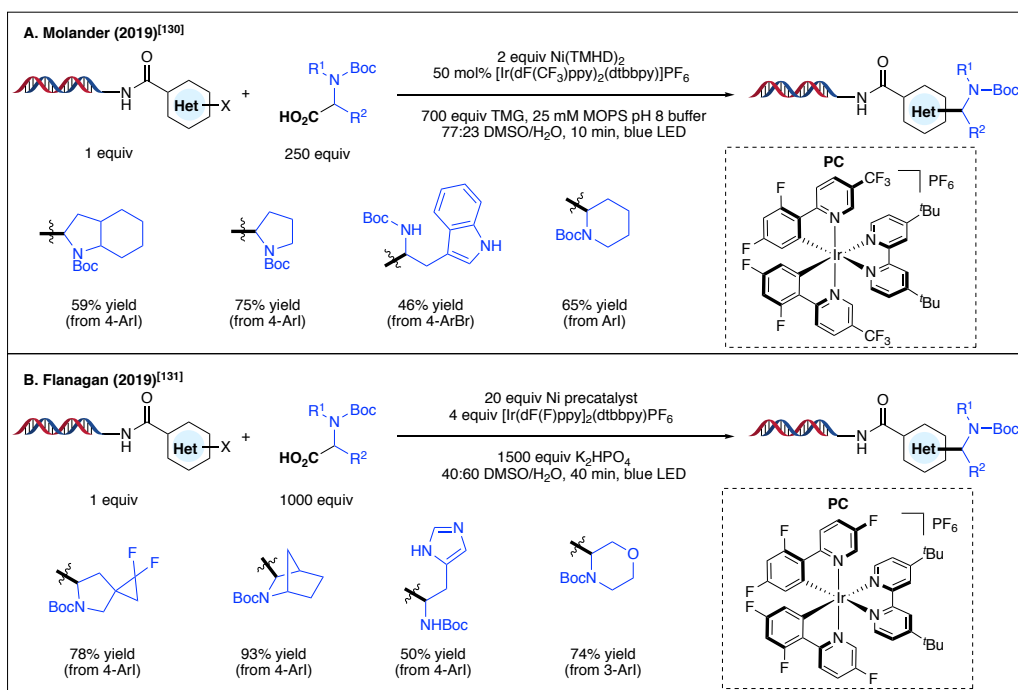 A. Molander (2019)[130]
2 equiv Ni(TMHD)2
50 mol% [Ir(dF(CF3)ppy)2(dtbbpy)]PF6
700 equiv TMG, 25 mM MOPS pH 8 buffer
77:23 DMSO/H2O, 10 min, blue LED
O
N
H
Het
X
+
R1
N
Boc
HO2C
R2
1 equiv
250 equiv
O
N
H
Het
R1
N
Boc
R2
PC
PF6
CF3
F
F
N
N
tBu
Ir
N
N
tBu
F
F
CF3
N
Boc
59% yield
(from 4-ArI)
N
Boc
75% yield
(from 4-ArI)
Boc
NH
NH
46% yield
(from 4-ArBr)
BocN
65% yield
(from ArI)
B. Flanagan (2019)[131]
20 equiv Ni precatalyst
4 equiv [Ir(dF(F)ppy]2(dtbbpy)PF6
1500 equiv K2HPO4
40:60 DMSO/H2O, 40 min, blue LED
O
N
H
Het
X
+
R1
N
Boc
HO2C
R2
1 equiv
1000 equiv
O
N
H
Het
R1
N
Boc
R2
PC
PF6
F
F
F
N
N
tBu
Ir
N
N
tBu
F
F
F
F
F
BocN
78% yield
(from 4-ArI)
BocN
93% yield
(from 4-ArI)
N
HN
NHBoc
50% yield
(from 4-ArI)
O
BocN
74% yield
(from 3-ArI)